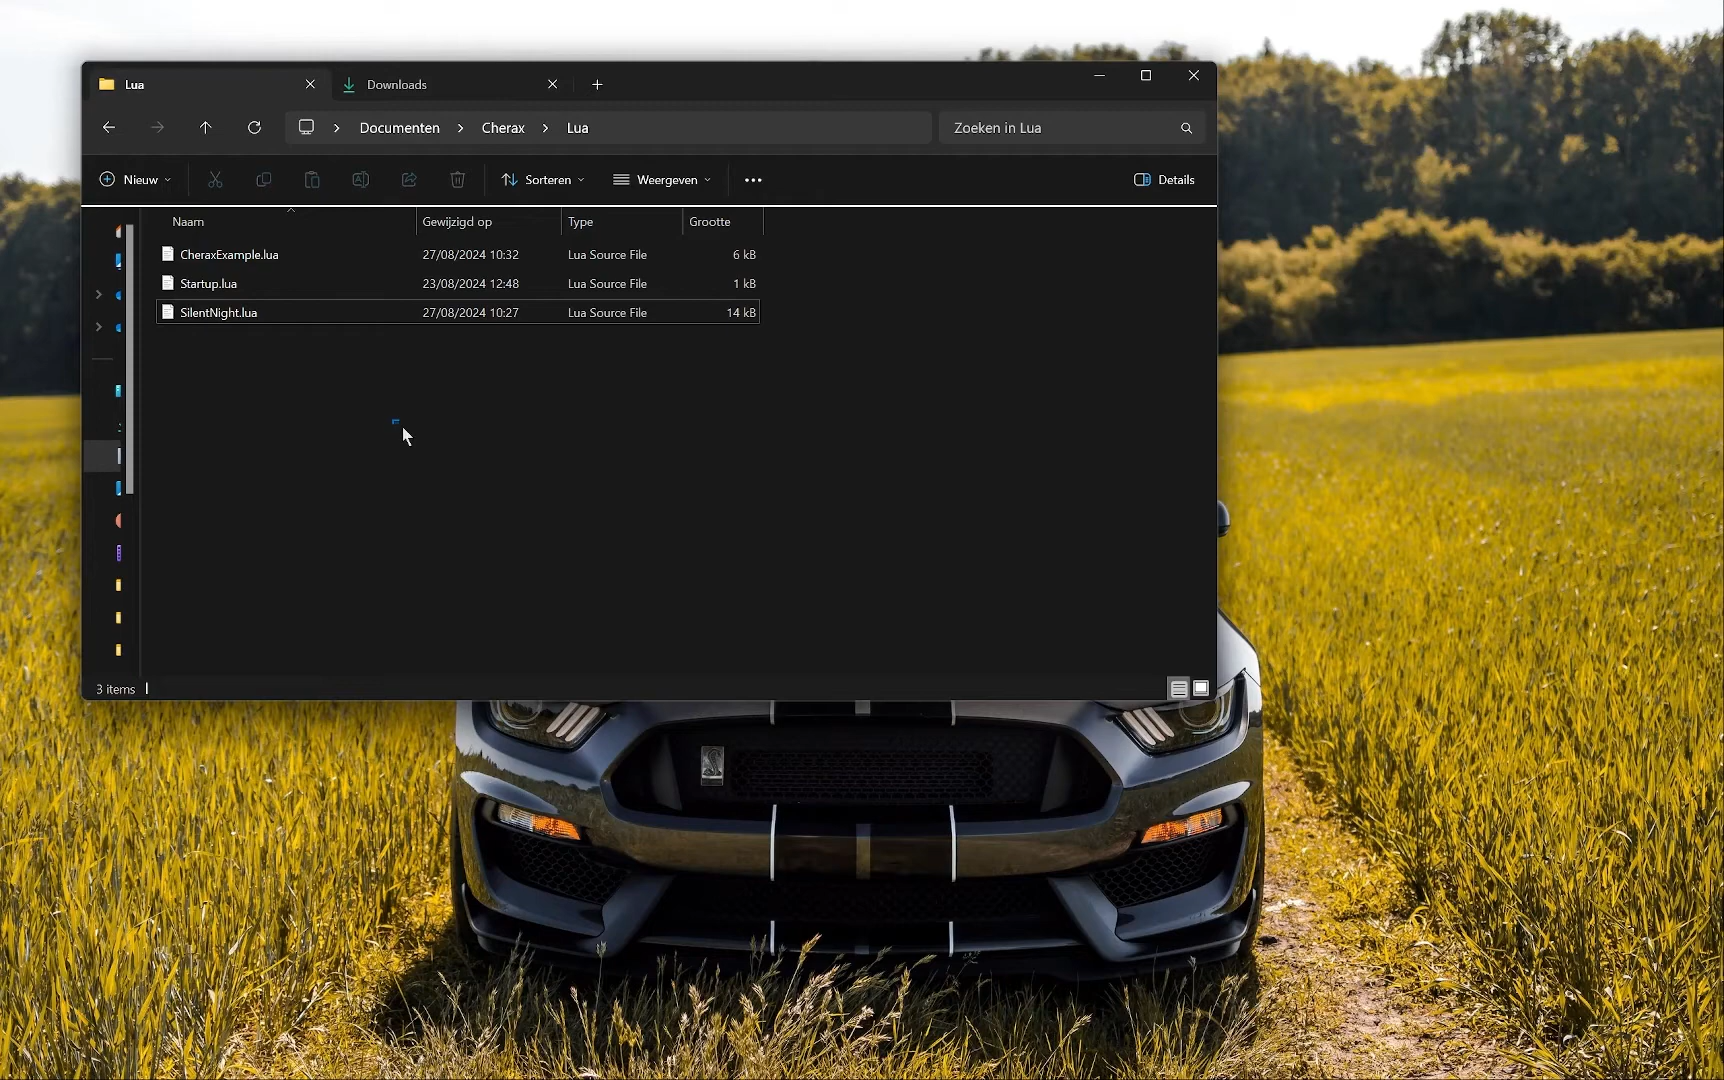 Lua
Downloads
Documenten > Cherax > Lua
Zoeken in Lua
Nieuw
Sorteren
Weergeven
Details
Naam Gewijzigd op Type Grootte
CheraxExample.lua 27/08/2024 10:32 Lua Source File 6 kB
Startup.lua 23/08/2024 12:48 Lua Source File 1 kB
SilentNight.lua 27/08/2024 10:27 Lua Source File 14 kB
3 items